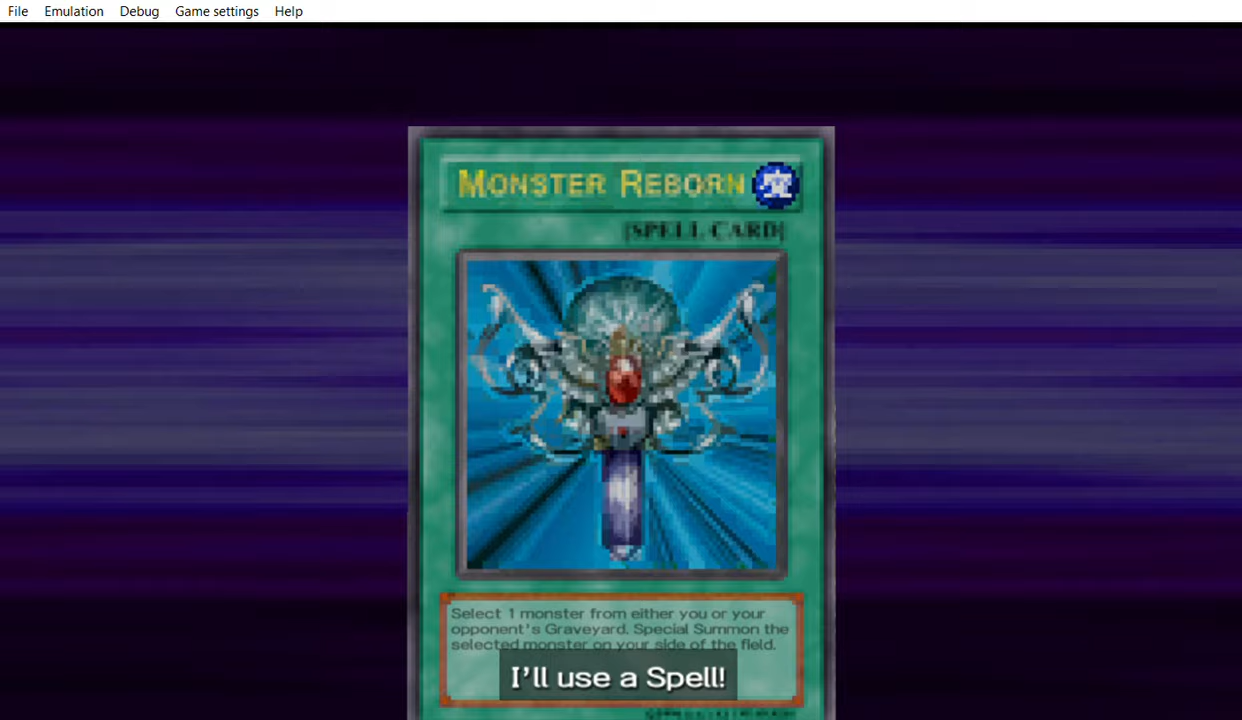 File Emulation Debug Game settings Help
MONSTER REBORN
[SPELL CARD]
Select 1 monster from either you or your
opponent's Graveyard. Special Summon the
selected monster on your side of the field.
I'll use a Spell!